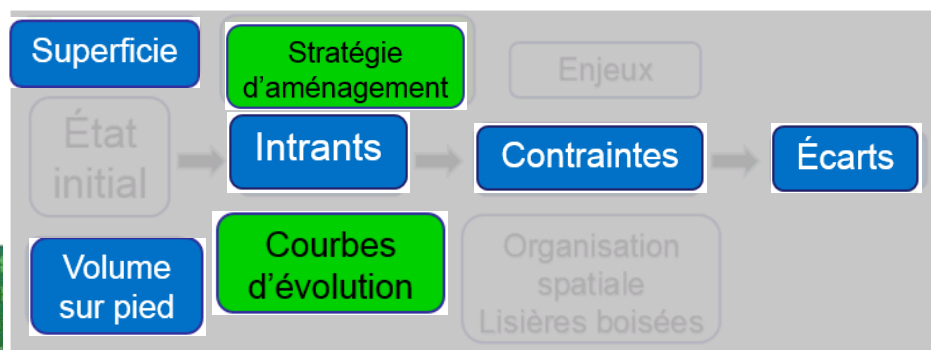 Superficie
Stratégie
d'aménagement
Enjeux
État
initial
Intrants
Contraintes
Écarts
Volume
sur pied
Courbes
d'évolution
Organisation
spatiale
Lisières boisées